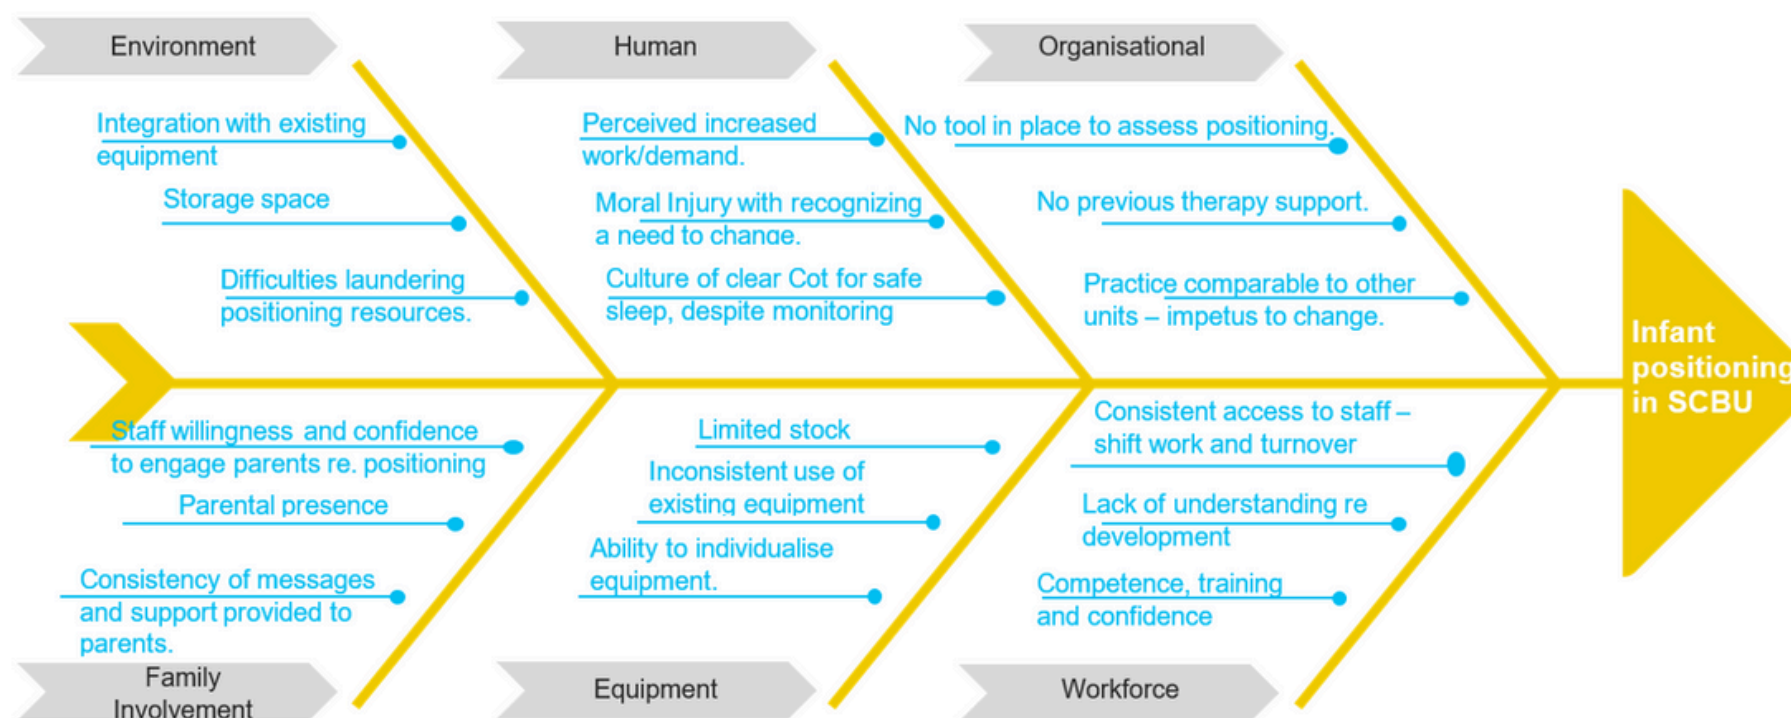 Environment
Integration with existing
equipment
Storage space
Difficulties laundering
positioning resources.
Human
Perceived increased
work/demand.
Moral Injury with recognizing
a need to change.
Culture of clear Cot for safe
sleep, despite monitoring
Organisational
No tool in place to assess positioning.
No previous therapy support.
Practice comparable to other
units – impetus to change.
Infant
positioning
in SCBU
Staff willingness and confidence
to engage parents re. positioning
Parental presence
Consistency of messages
and support provided to
parents.
Family
Involvement
Limited stock
Inconsistent use of
existing equipment
Ability to individualise
equipment.
Equipment
Consistent access to staff –
shift work and turnover
Lack of understanding re
development
Competence, training
and confidence
Workforce